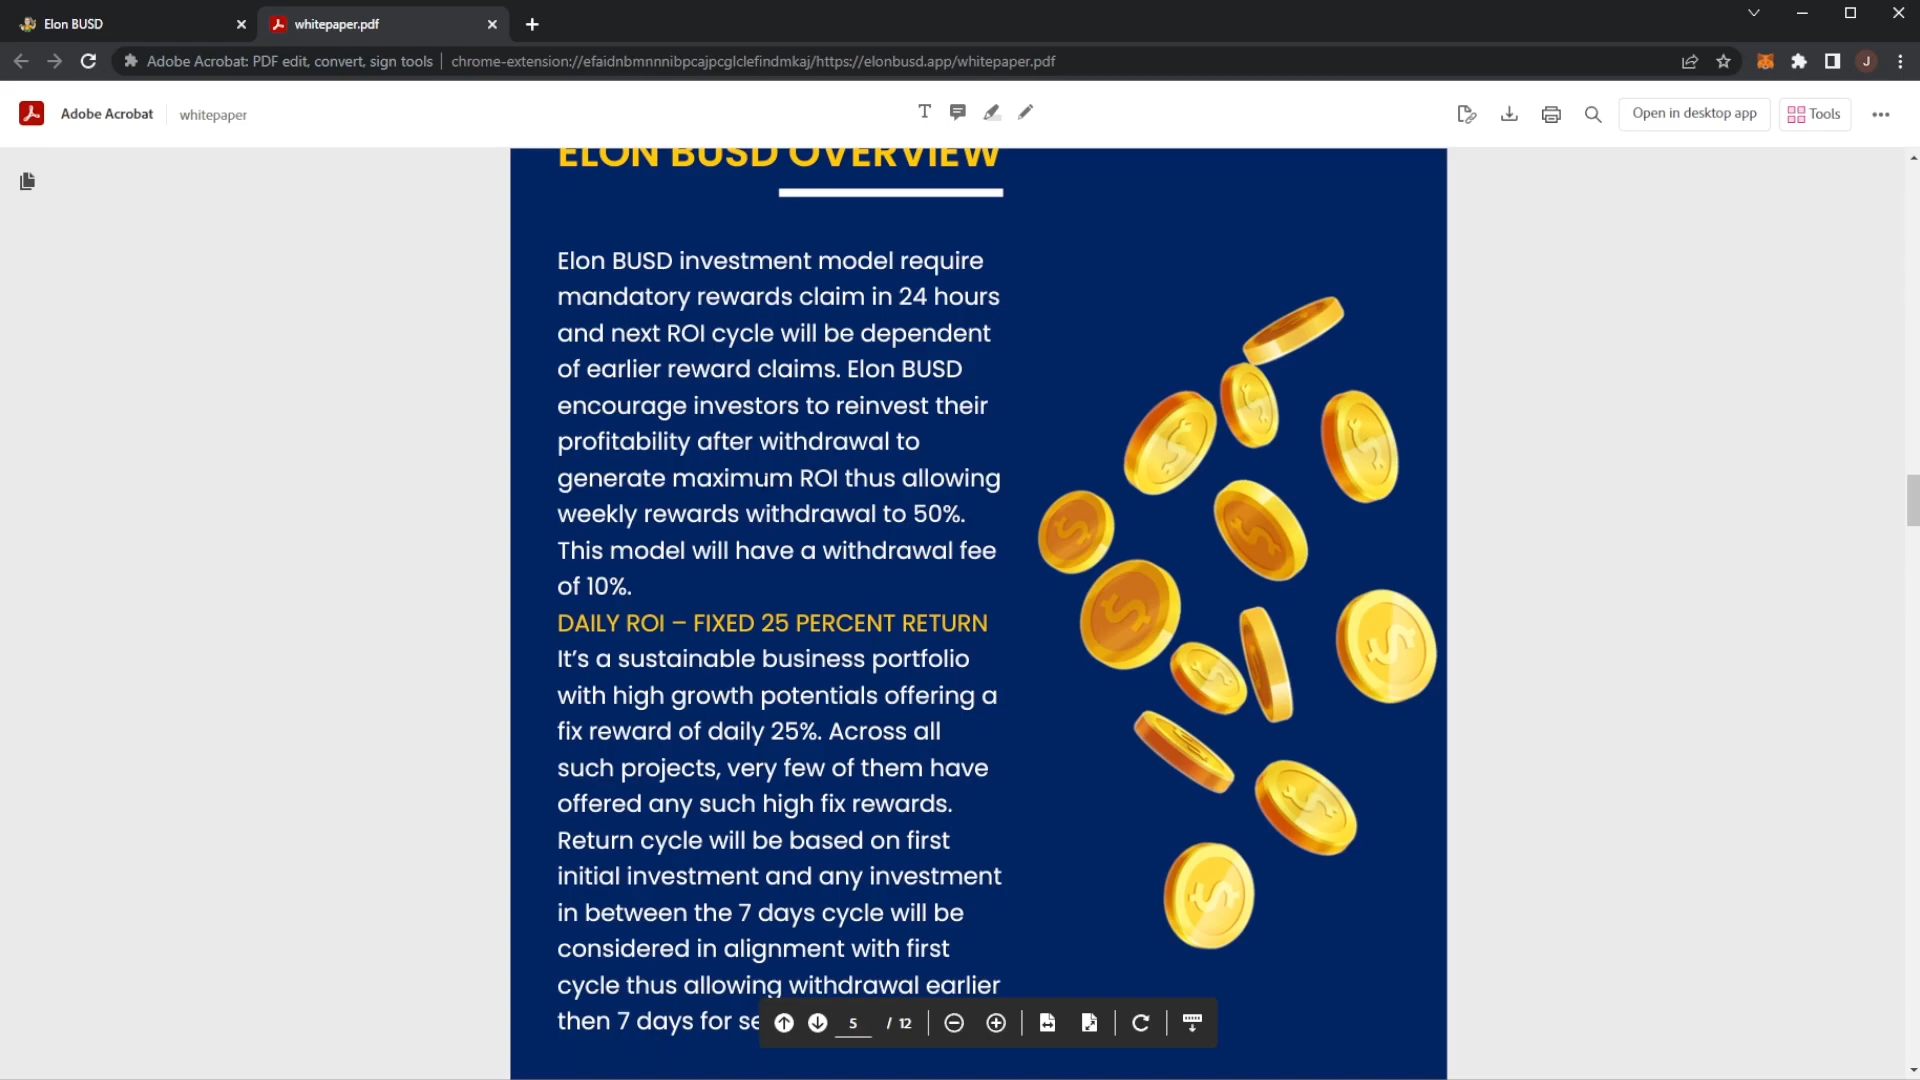 Elon BUSD
whitepaper.pdf
Adobe Acrobat: PDF edit, convert, sign tools
chrome-extension://efaidnbmnnnibpcajpcglclefindmkaj/https://elonbusd.app/whitepaper.pdf
J
Adobe Acrobat
whitepaper
Open in desktop app
Tools
ELON BUSD OVERVIEW
Elon BUSD investment model require
mandatory rewards claim in 24 hours
and next ROI cycle will be dependent
of earlier reward claims. Elon BUSD
encourage investors to reinvest their
profitability after withdrawal to
generate maximum ROI thus allowing
weekly rewards withdrawal to 50%.
This model will have a withdrawal fee
of 10%.
DAILY ROI – FIXED 25 PERCENT RETURN
It's a sustainable business portfolio
with high growth potentials offering a
fix reward of daily 25%. Across all
such projects, very few of them have
offered any such high fix rewards.
Return cycle will be based on first
initial investment and any investment
in between the 7 days cycle will be
considered in alignment with first
cycle thus allowing withdrawal earlier
then 7 days for se
5 / 12